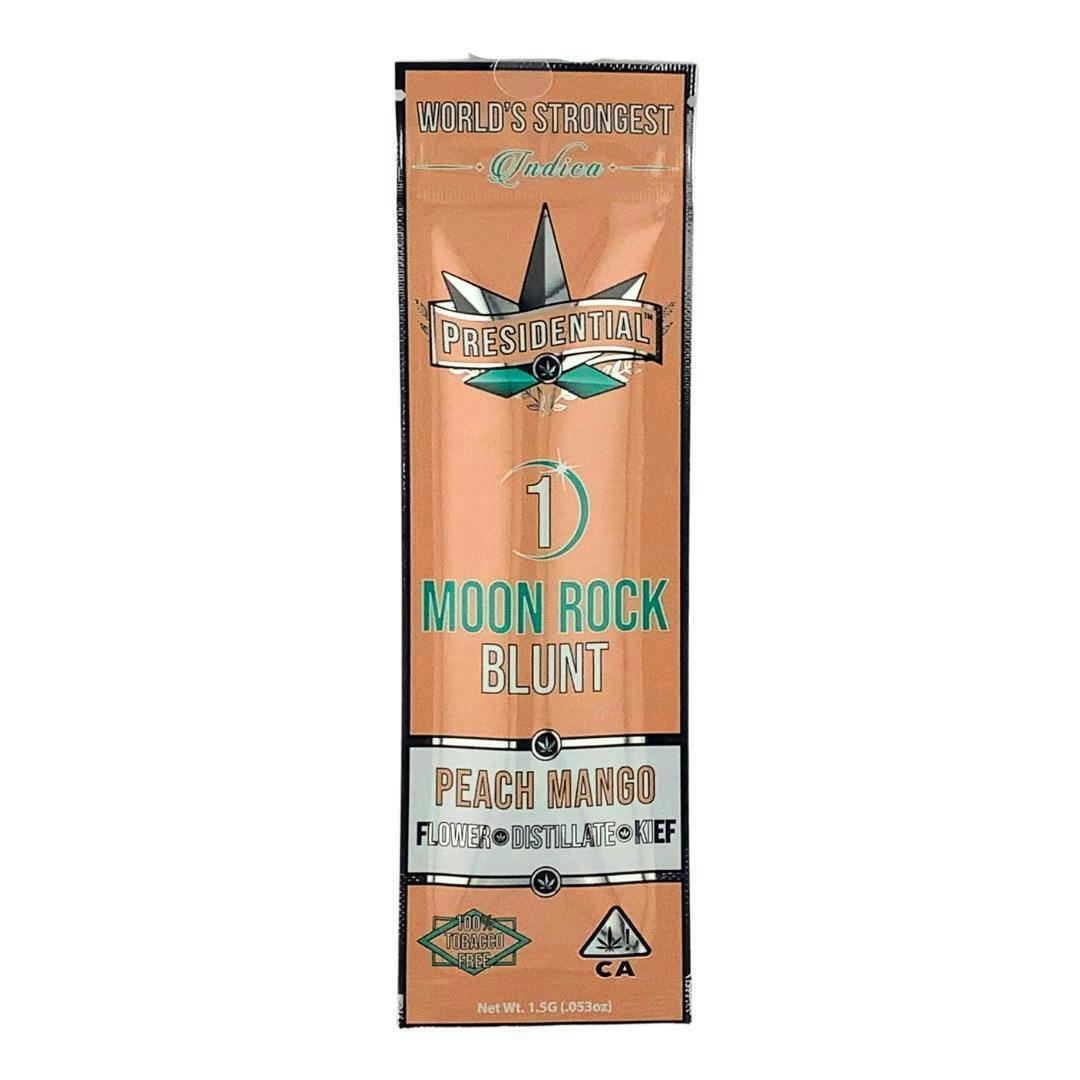 WORLD'S STRONGEST
Indica
PRESIDENTIAL™
1
MOON ROCK
BLUNT
PEACH MANGO
FLOWER DISTILLATE KIEF
100%
TOBACCO
FREE
!
CA
Net Wt. 1.5G (.053oz)